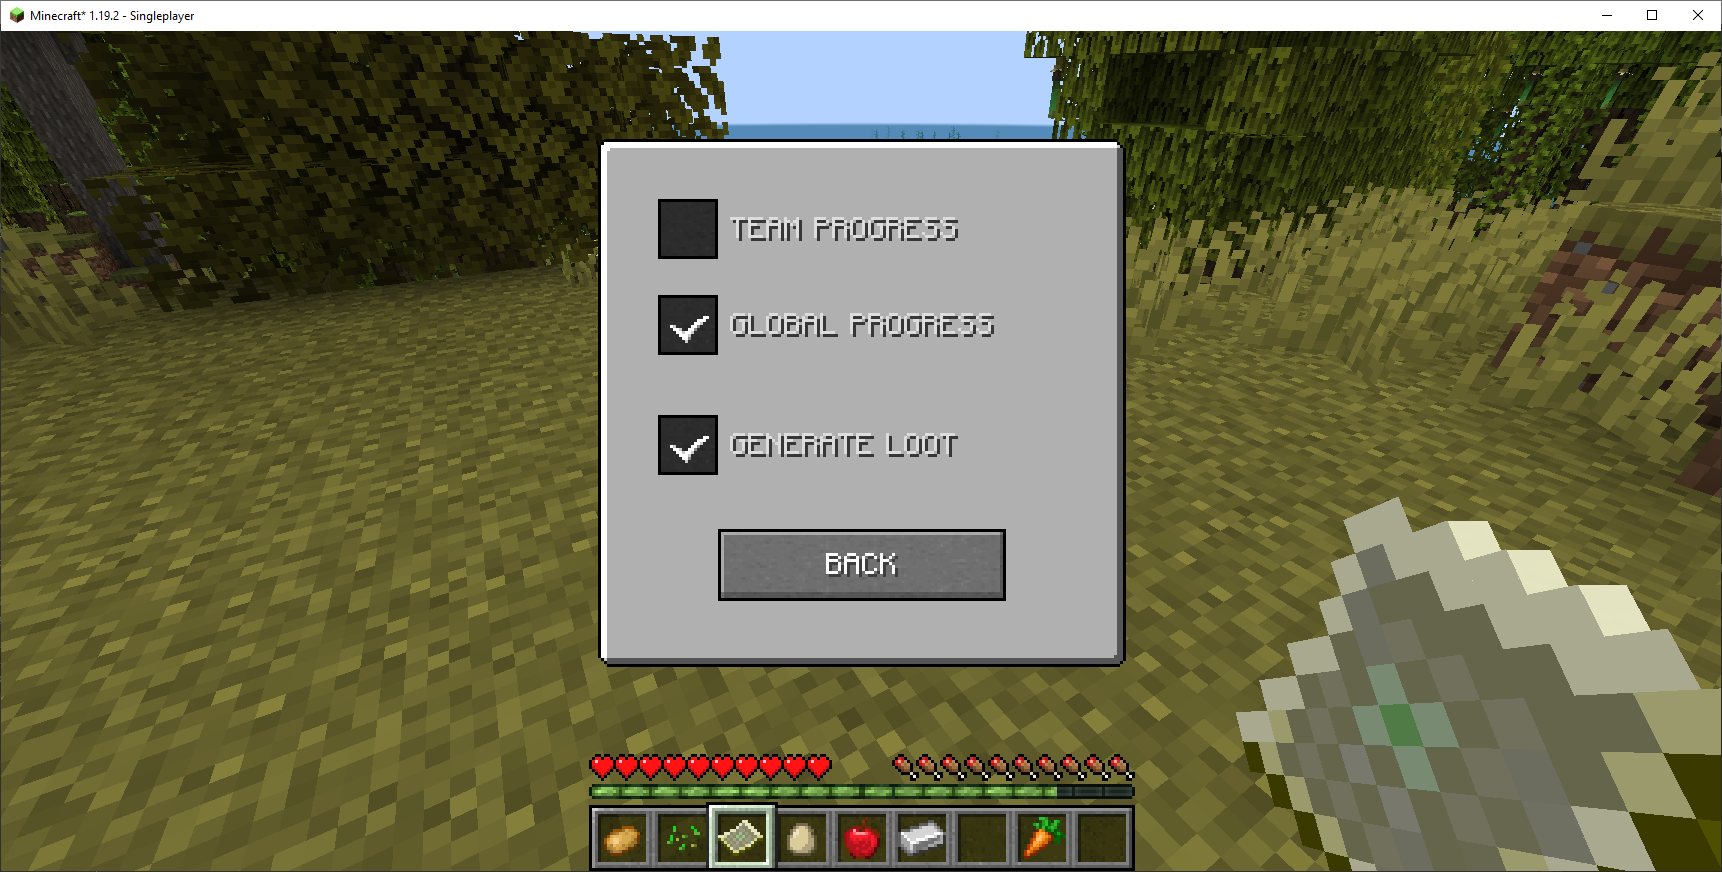 Minecraft* 1.19.2 - Singleplayer
TEAM PROGRESS
GLOBAL PROGRESS
GENERATE LOOT
BACK